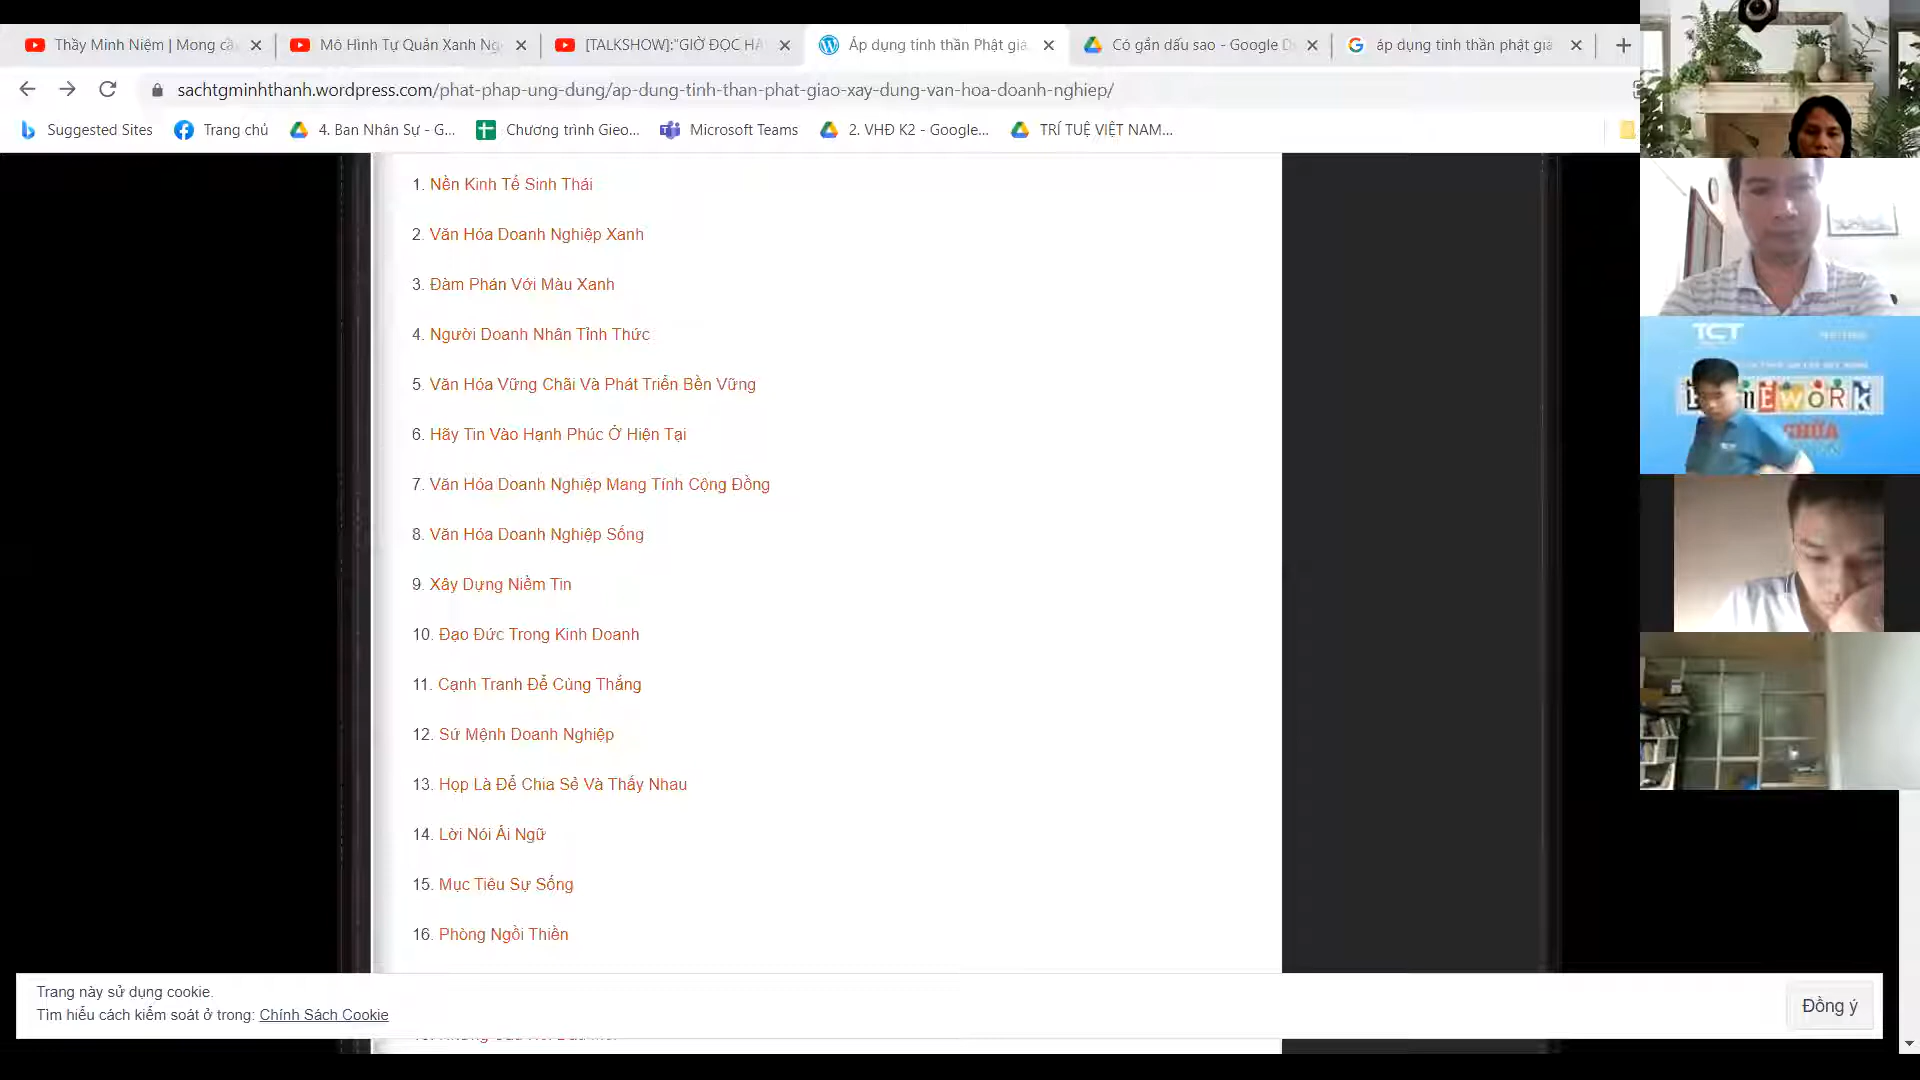 Thầy Minh Niệm | Mong cầ
Mô Hình Tự Quản Xanh Ng
[TALKSHOW]:"GIỜ ĐỌC HẠ
Áp dụng tinh thần Phật giá
Có gắn dấu sao - Google D
áp dụng tinh thần phật giá
sachtgminhthanh.wordpress.com/phat-phap-ung-dung/ap-dung-tinh-than-phat-giao-xay-dung-van-hoa-doanh-nghiep/
Suggested Sites
Trang chủ
4. Ban Nhân Sự - G...
Chương trình Gieo...
Microsoft Teams
2. VHĐ K2 - Google...
TRÍ TUỆ VIỆT NAM...
1. Nền Kinh Tế Sinh Thái
2. Văn Hóa Doanh Nghiệp Xanh
3. Đàm Phán Với Màu Xanh
4. Người Doanh Nhân Tỉnh Thức
5. Văn Hóa Vững Chãi Và Phát Triển Bền Vững
6. Hãy Tin Vào Hạnh Phúc Ở Hiện Tại
7. Văn Hóa Doanh Nghiệp Mang Tính Cộng Đồng
8. Văn Hóa Doanh Nghiệp Sống
9. Xây Dựng Niềm Tin
10. Đạo Đức Trong Kinh Doanh
11. Cạnh Tranh Để Cùng Thắng
12. Sứ Mệnh Doanh Nghiệp
13. Họp Là Để Chia Sẻ Và Thấy Nhau
14. Lời Nói Ái Ngữ
15. Mục Tiêu Sự Sống
16. Phòng Ngồi Thiền
Trang này sử dụng cookie.
Tìm hiểu cách kiểm soát ở trong: Chính Sách Cookie
Đồng ý
TCT